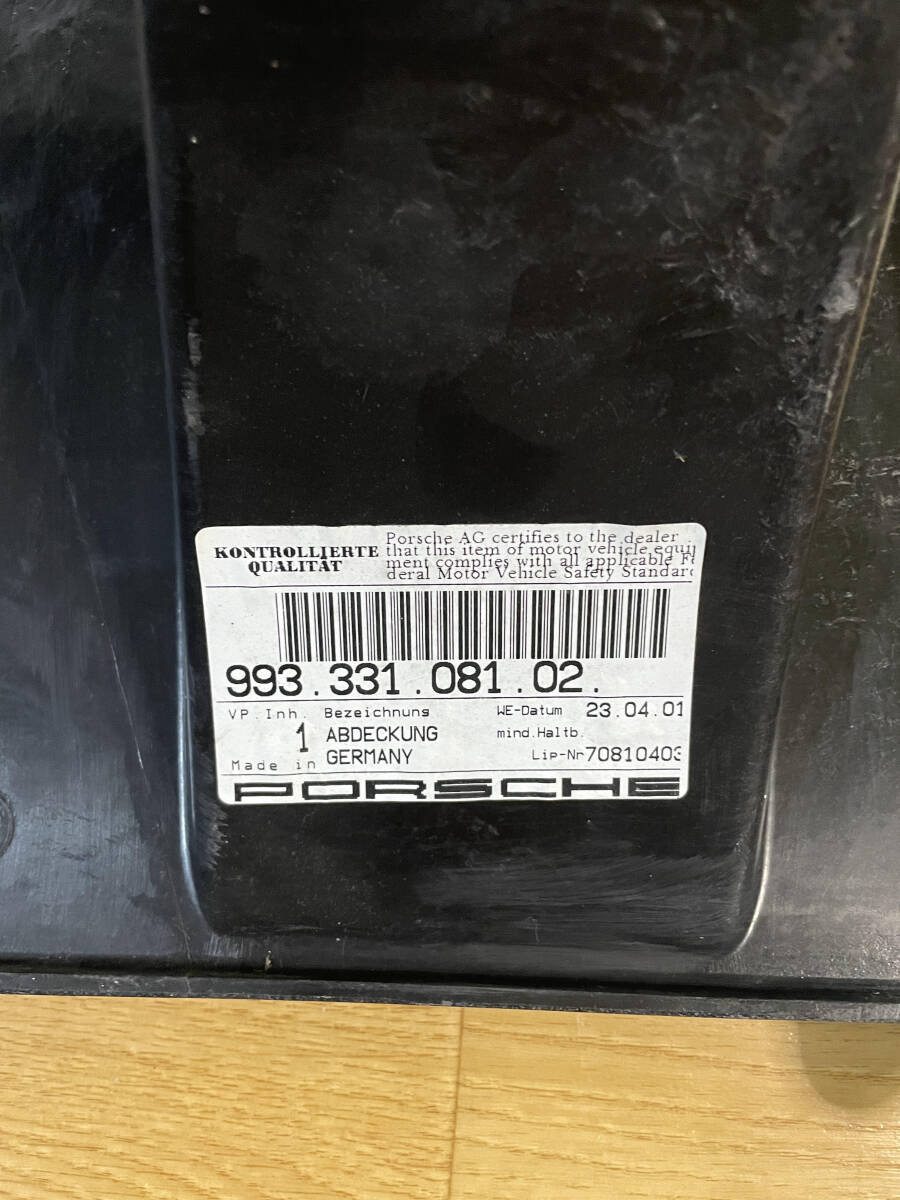 KONTROLLIERTE
QUALITÄT
Porsche AG certifies to the dealer
that this item of motor vehicle equip
ment complies with all applicable Fe
deral Motor Vehicle Safety Standard
993.331.081.02.
VP.Inh. Bezeichnung WE-Datum 23.04.01
1 ABDECKUNG mind.Haltb.
Made in GERMANY Lip-Nr 70810403
PORSCHE